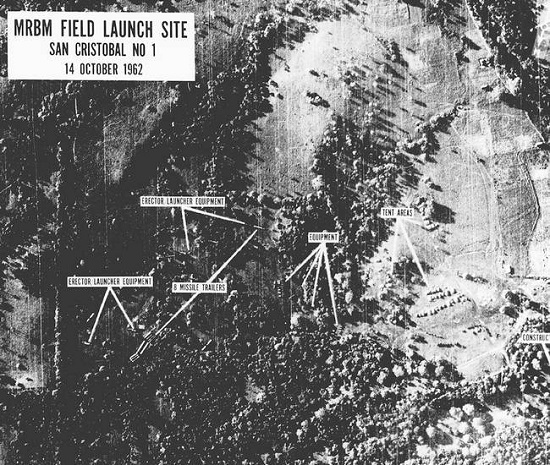 MRBM FIELD LAUNCH SITE
SAN CRISTOBAL NO 1
14 OCTOBER 1962
ERECTOR LAUNCHER EQUIPMENT
TENT AREAS
EQUIPMENT
ERECTOR LAUNCHER EQUIPMENT
8 MISSILE TRAILERS
CONSTRUCT